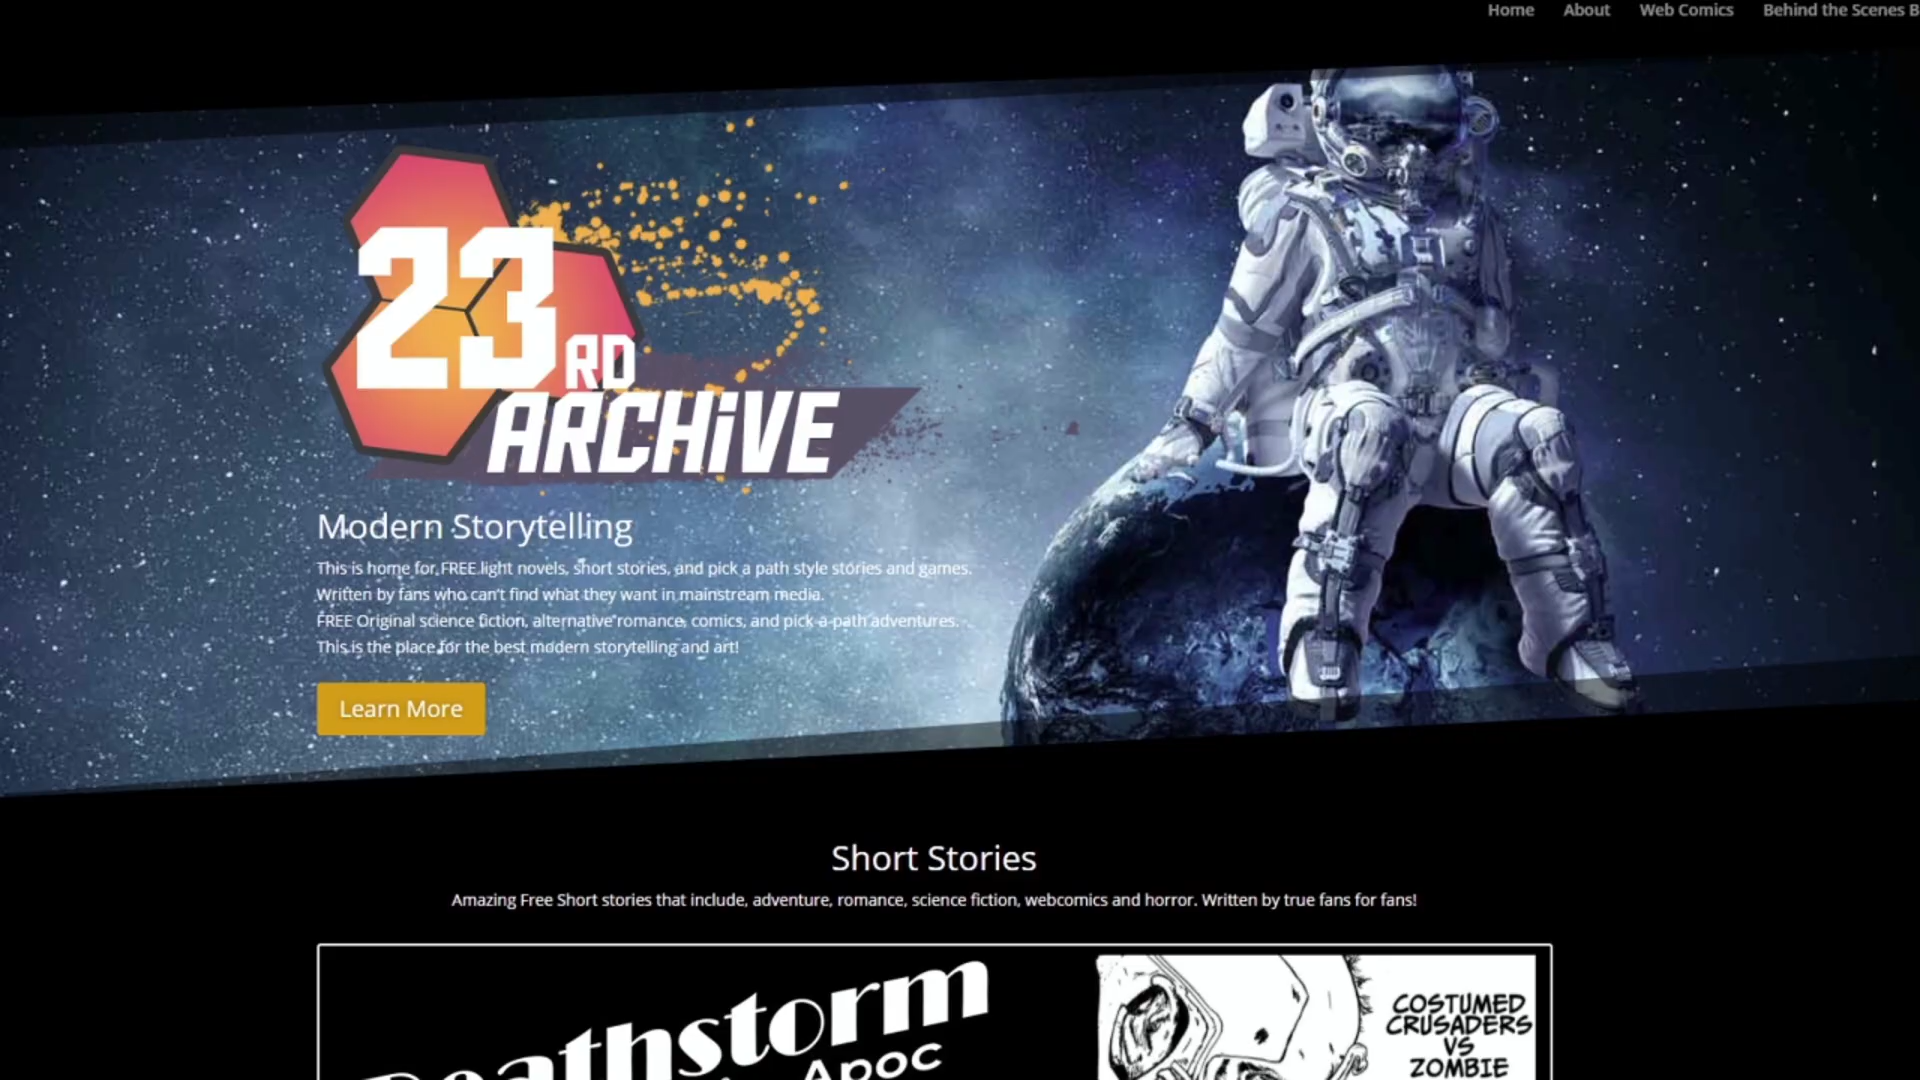 Home About Web Comics Behind the Scenes B
23RD
ARCHiVE
Modern Storytelling
This is home for FREE light novels, short stories, and pick a path style stories and games.
Written by fans who can't find what they want in mainstream media.
FREE Original science fiction, alternative romance, comics, and pick-a-path adventures.
This is the place for the best modern storytelling and art!
Learn More
Short Stories
Amazing Free Short stories that include, adventure, romance, science fiction, webcomics and horror. Written by true fans for fans!
Deathstorm
Apoc
COSTUMED
CRUSADERS
VS
ZOMBIE